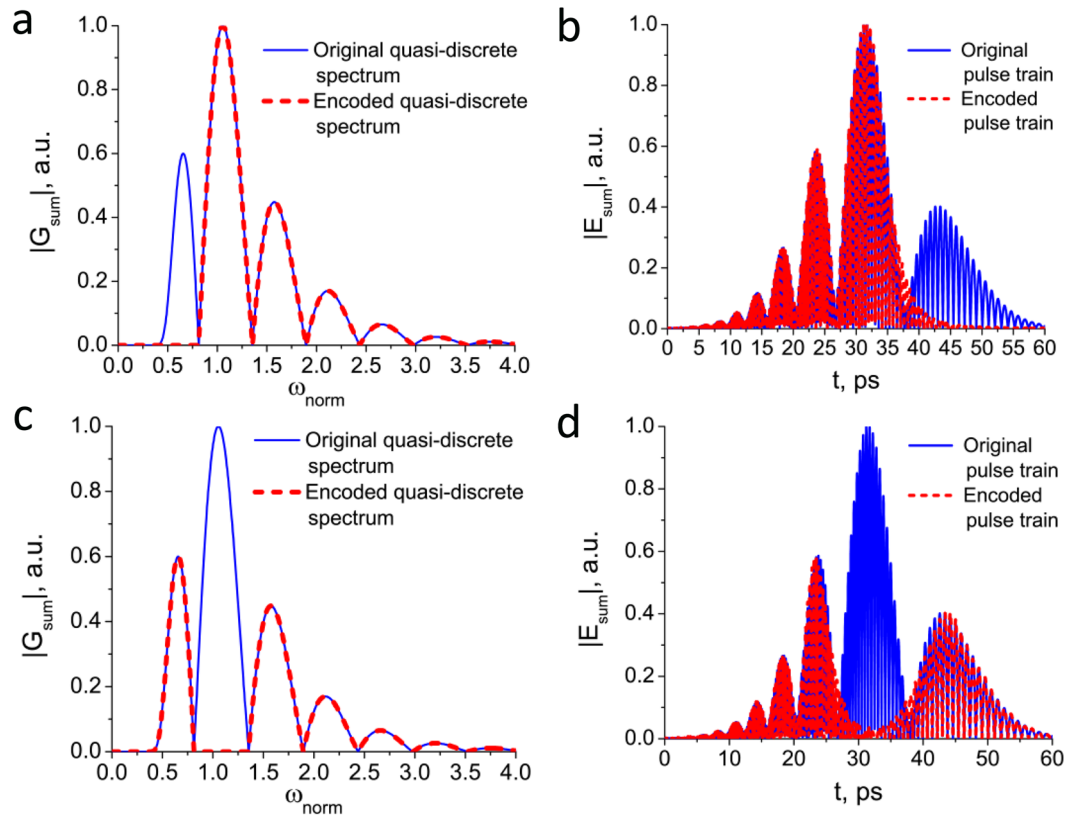 a
|G_sum|, a.u.
1.0
0.8
0.6
0.4
0.2
0.0
Original quasi-discrete
spectrum
Encoded quasi-discrete
spectrum
0.0 0.5 1.0 1.5 2.0 2.5 3.0 3.5 4.0
ω_norm
b
|E_sum|, a.u.
1.0
0.8
0.6
0.4
0.2
0.0
Original
pulse train
Encoded
pulse train
0 5 10 15 20 25 30 35 40 45 50 55 60
t, ps
c
|G_sum|, a.u.
1.0
0.8
0.6
0.4
0.2
0.0
Original quasi-discrete
spectrum
Encoded quasi-discrete
spectrum
0.0 0.5 1.0 1.5 2.0 2.5 3.0 3.5 4.0
ω_norm
d
|E_sum|, a.u.
1.0
0.8
0.6
0.4
0.2
0.0
Original
pulse train
Encoded
pulse train
0 10 20 30 40 50 60
t, ps